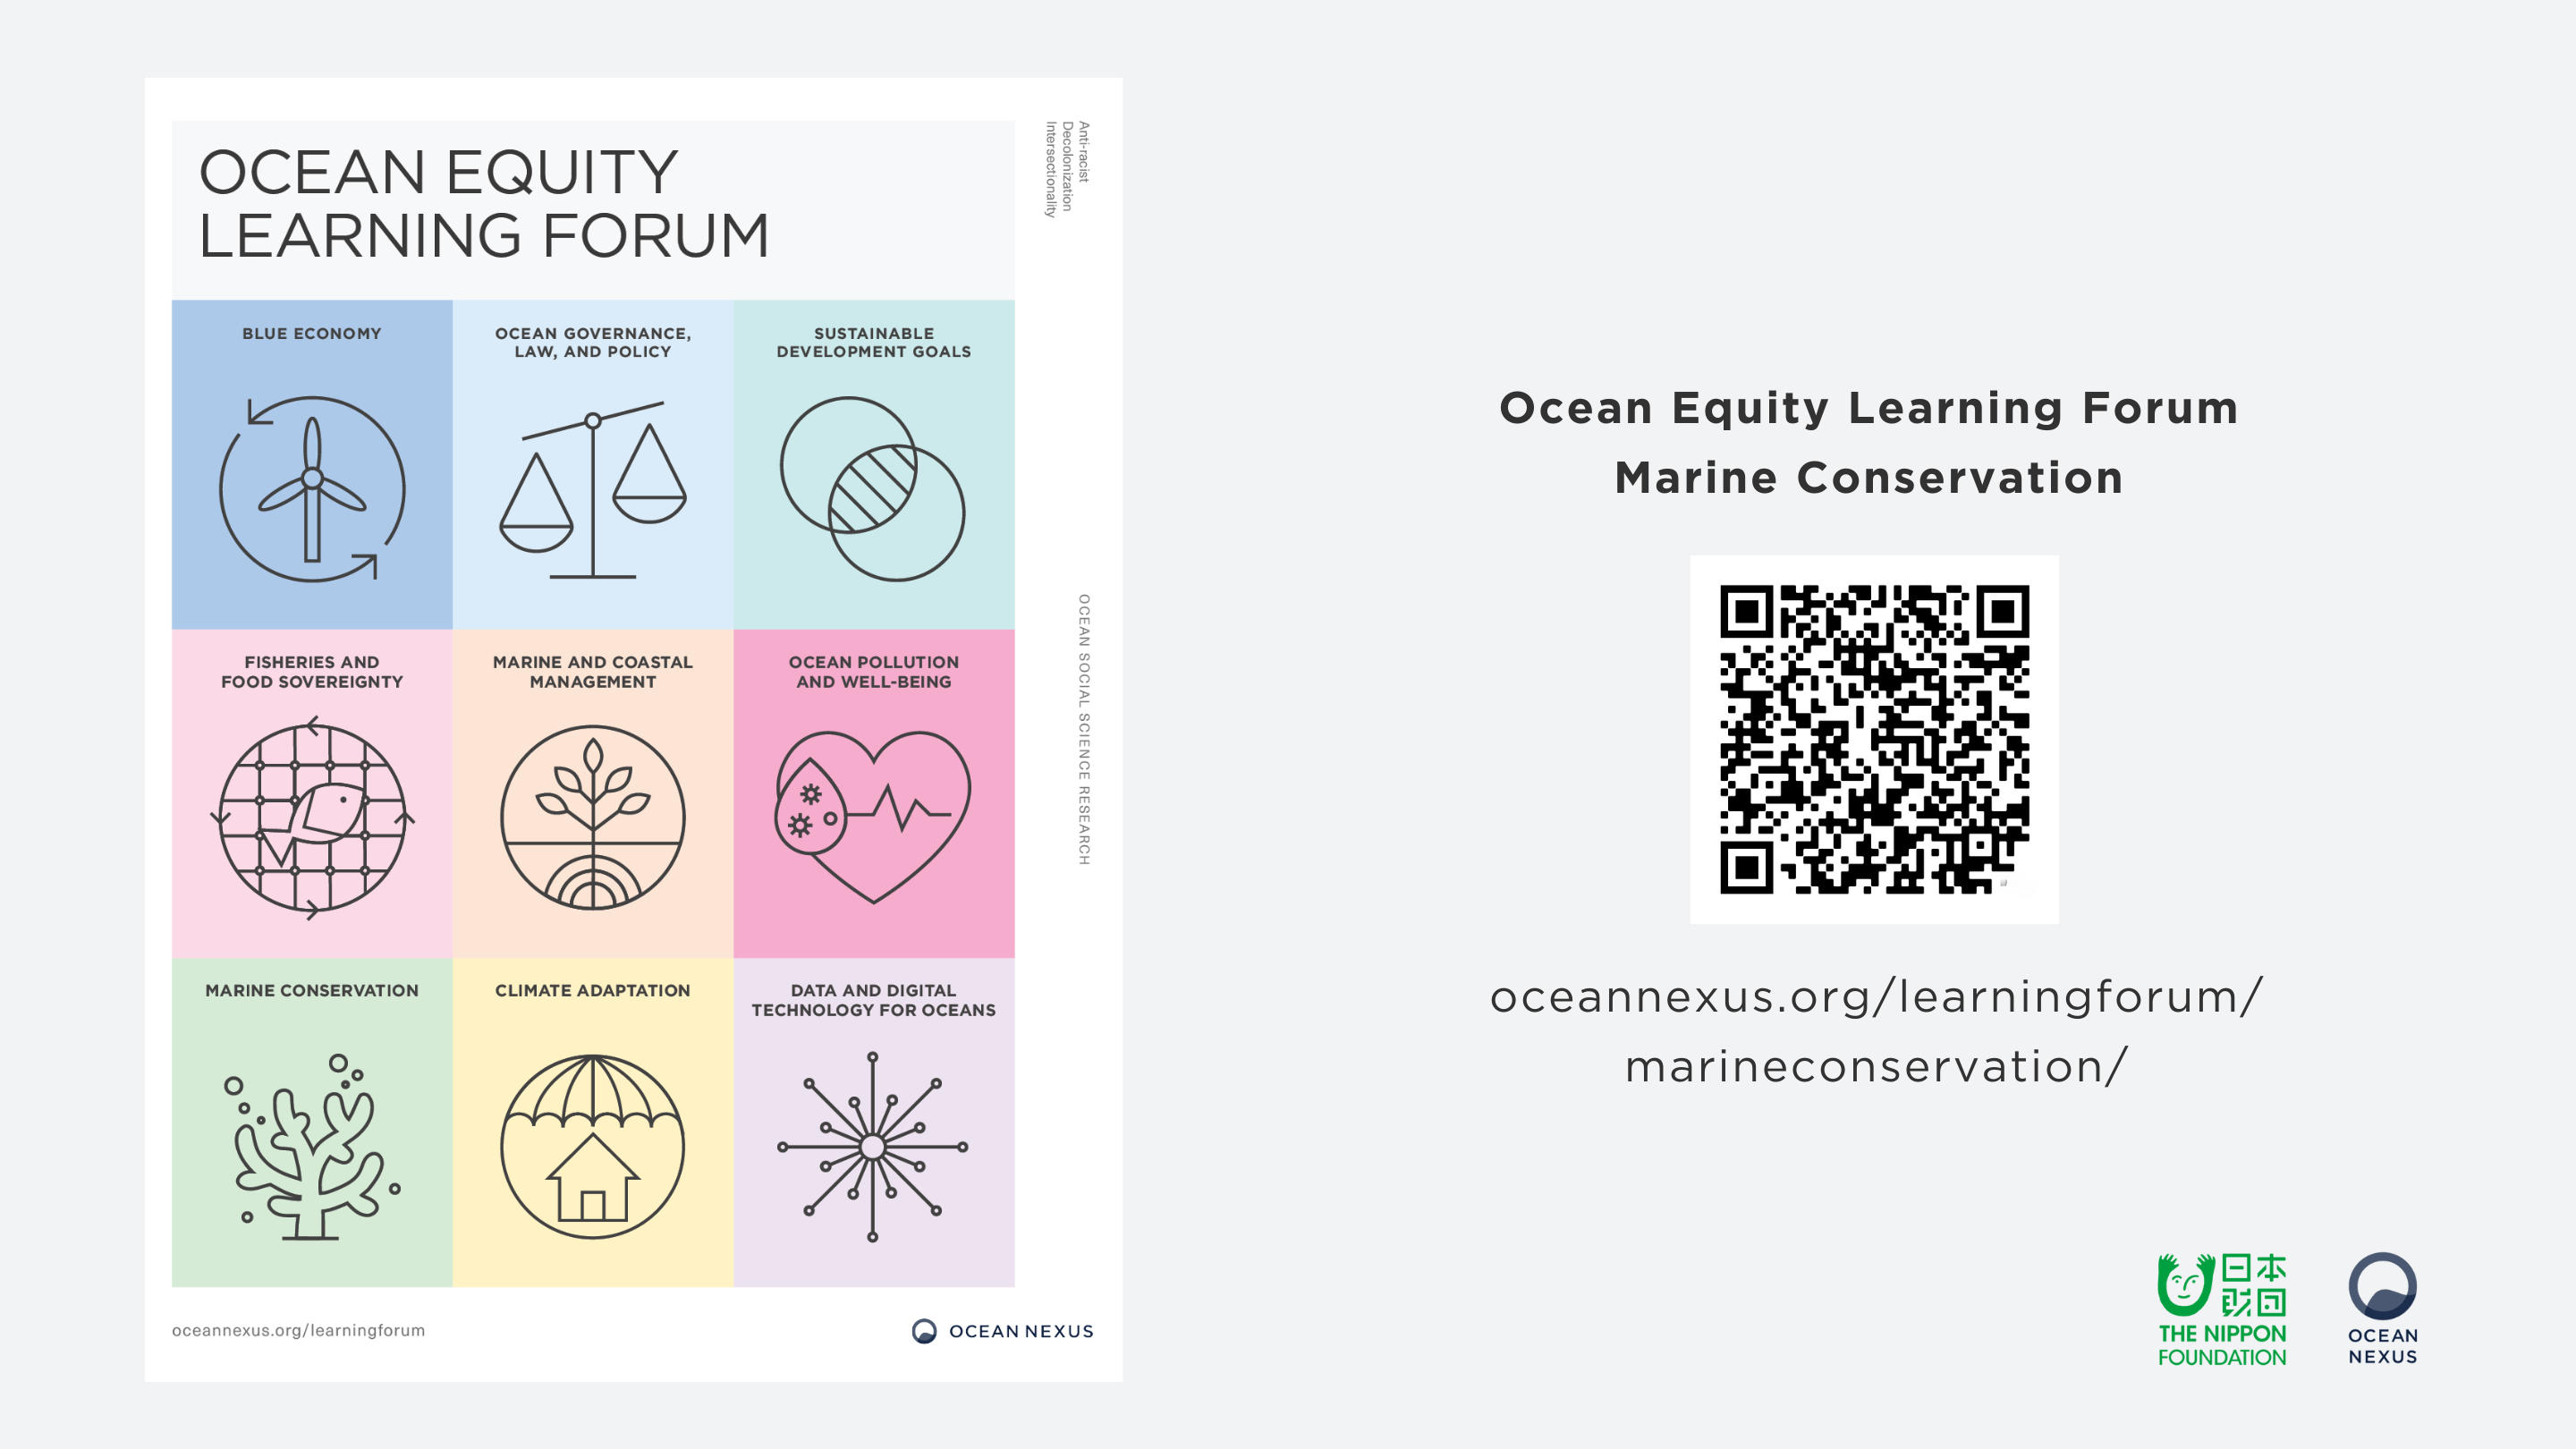 OCEAN EQUITY
LEARNING FORUM
Anti-racist
Decolonization
Intersectionality
BLUE ECONOMY
OCEAN GOVERNANCE,
LAW, AND POLICY
SUSTAINABLE
DEVELOPMENT GOALS
FISHERIES AND
FOOD SOVEREIGNTY
MARINE AND COASTAL
MANAGEMENT
OCEAN POLLUTION
AND WELL-BEING
OCEAN SOCIAL SCIENCE RESEARCH
MARINE CONSERVATION
CLIMATE ADAPTATION
DATA AND DIGITAL
TECHNOLOGY FOR OCEANS
oceannexus.org/learningforum
OCEAN NEXUS
Ocean Equity Learning Forum
Marine Conservation
oceannexus.org/learningforum/
marineconservation/
日本
財団
THE NIPPON
FOUNDATION
OCEAN
NEXUS